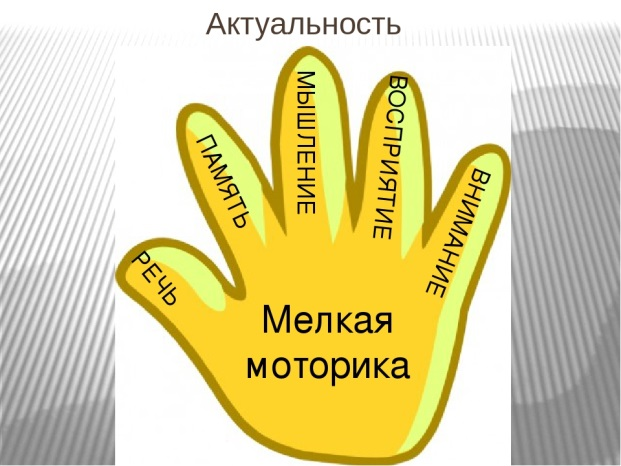 Актуальность
РЕЧЬ
ПАМЯТЬ
МЫШЛЕНИЕ
ВОСПРИЯТИЕ
ВНИМАНИЕ
Мелкая
моторика